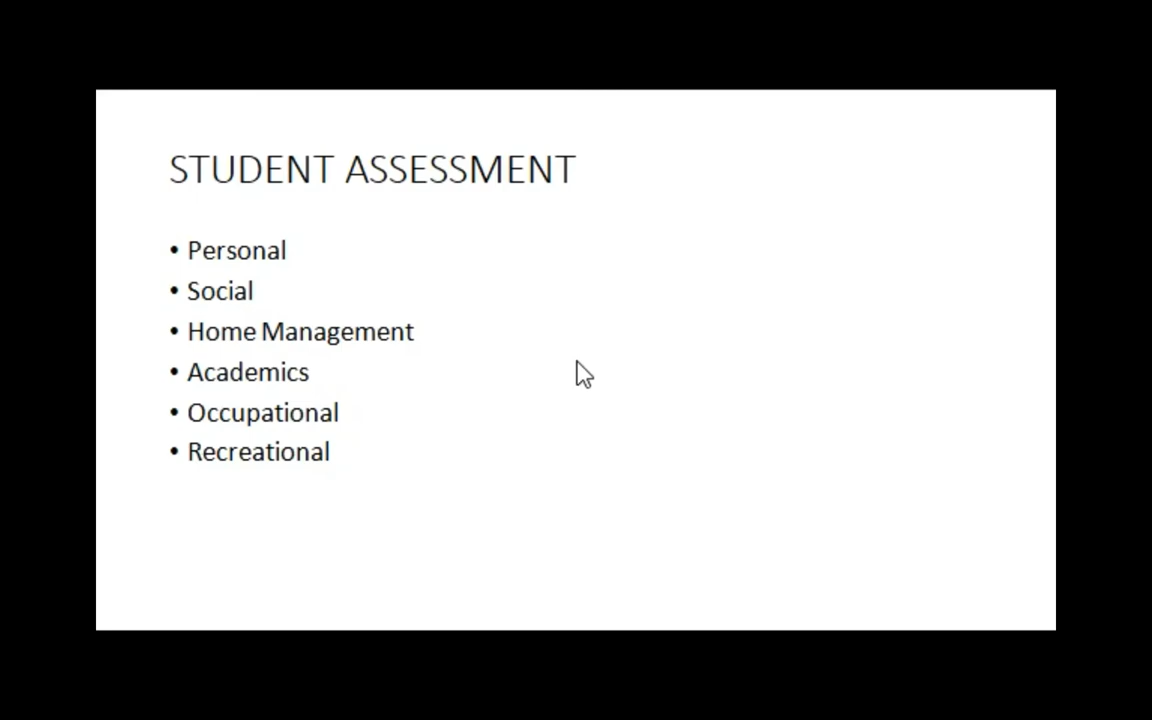 STUDENT ASSESSMENT
• Personal
• Social
• Home Management
• Academics
• Occupational
• Recreational